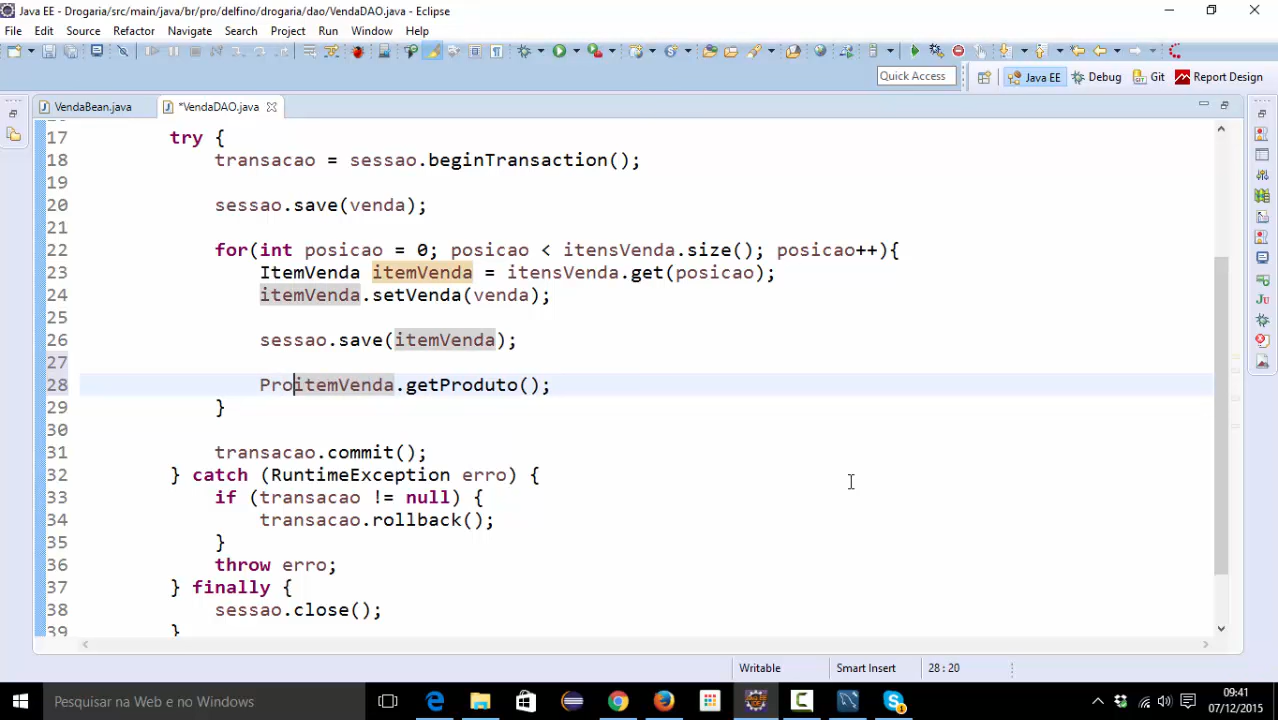 Java EE - Drogaria/src/main/java/br/pro/delfino/drogaria/dao/VendaDAO.java - Eclipse
File Edit Source Refactor Navigate Search Project Run Window Help
Quick Access Java EE Debug Git Report Design
VendaBean.java *VendaDAO.java
17 try {
18 transacao = sessao.beginTransaction();
19
20 sessao.save(venda);
21
22 for(int posicao = 0; posicao < itensVenda.size(); posicao++){
23 ItemVenda itemVenda = itensVenda.get(posicao);
24 itemVenda.setVenda(venda);
25
26 sessao.save(itemVenda);
27
28 ProitemVenda.getProduto();
29 }
30
31 transacao.commit();
32 } catch (RuntimeException erro) {
33 if (transacao != null) {
34 transacao.rollback();
35 }
36 throw erro;
37 } finally {
38 sessao.close();
39 }
Writable Smart Insert 28 : 20
Pesquisar na Web e no Windows
09:41
07/12/2015